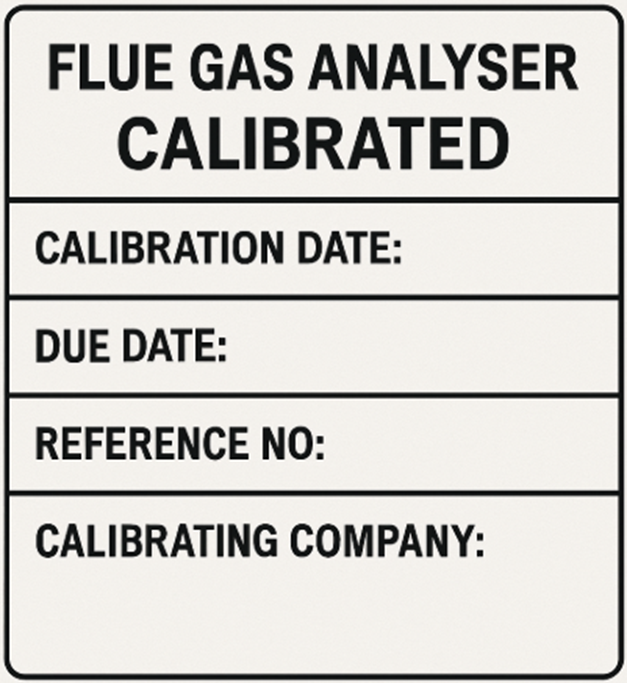 FLUE GAS ANALYSER
CALIBRATED
CALIBRATION DATE:
DUE DATE:
REFERENCE NO:
CALIBRATING COMPANY: